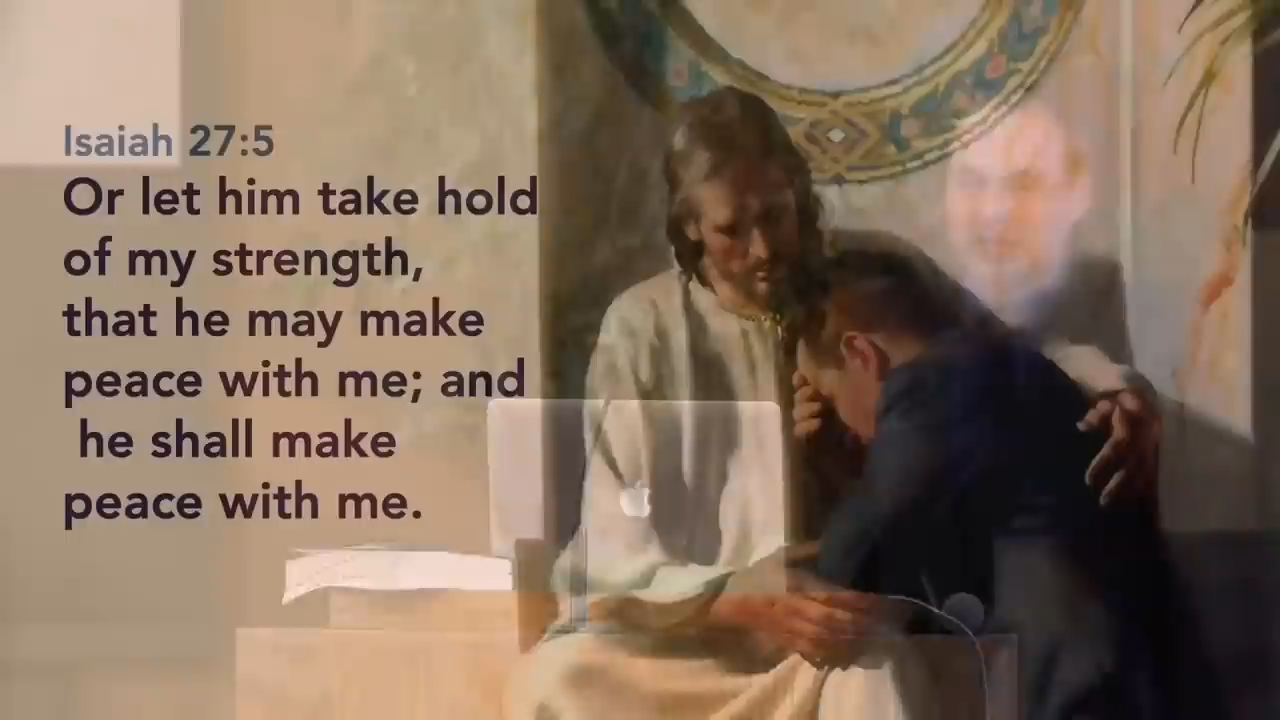 Isaiah 27:5
Or let him take hold
of my strength,
that he may make
peace with me; and
he shall make
peace with me.